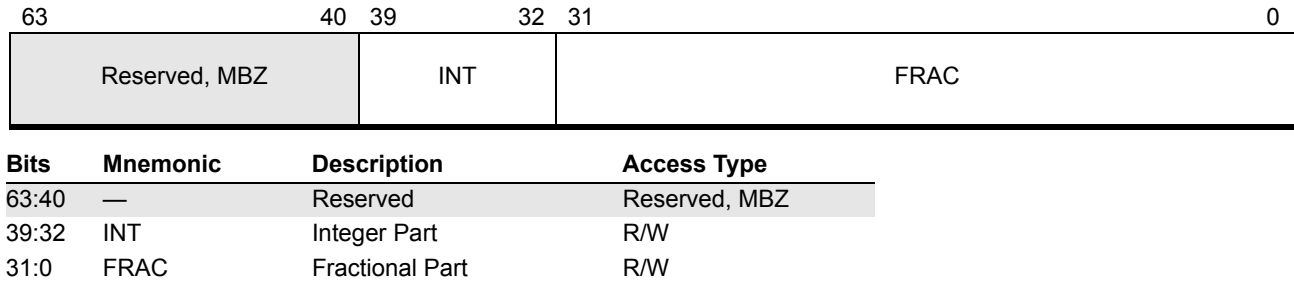 63 40 39 32 31 0
Reserved, MBZ INT FRAC
Bits Mnemonic Description Access Type
63:40 — Reserved Reserved, MBZ
39:32 INT Integer Part R/W
31:0 FRAC Fractional Part R/W